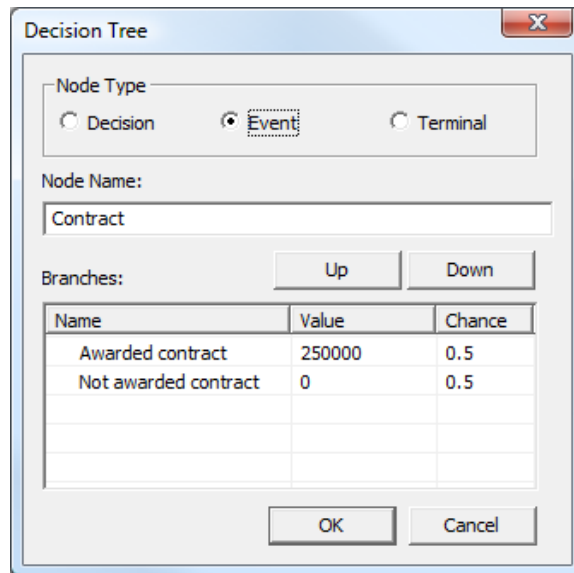 Decision Tree
Node Type
Decision Event Terminal
Node Name:
Contract
Branches: Up Down
Name Value Chance
Awarded contract 250000 0.5
Not awarded contract 0 0.5
OK Cancel